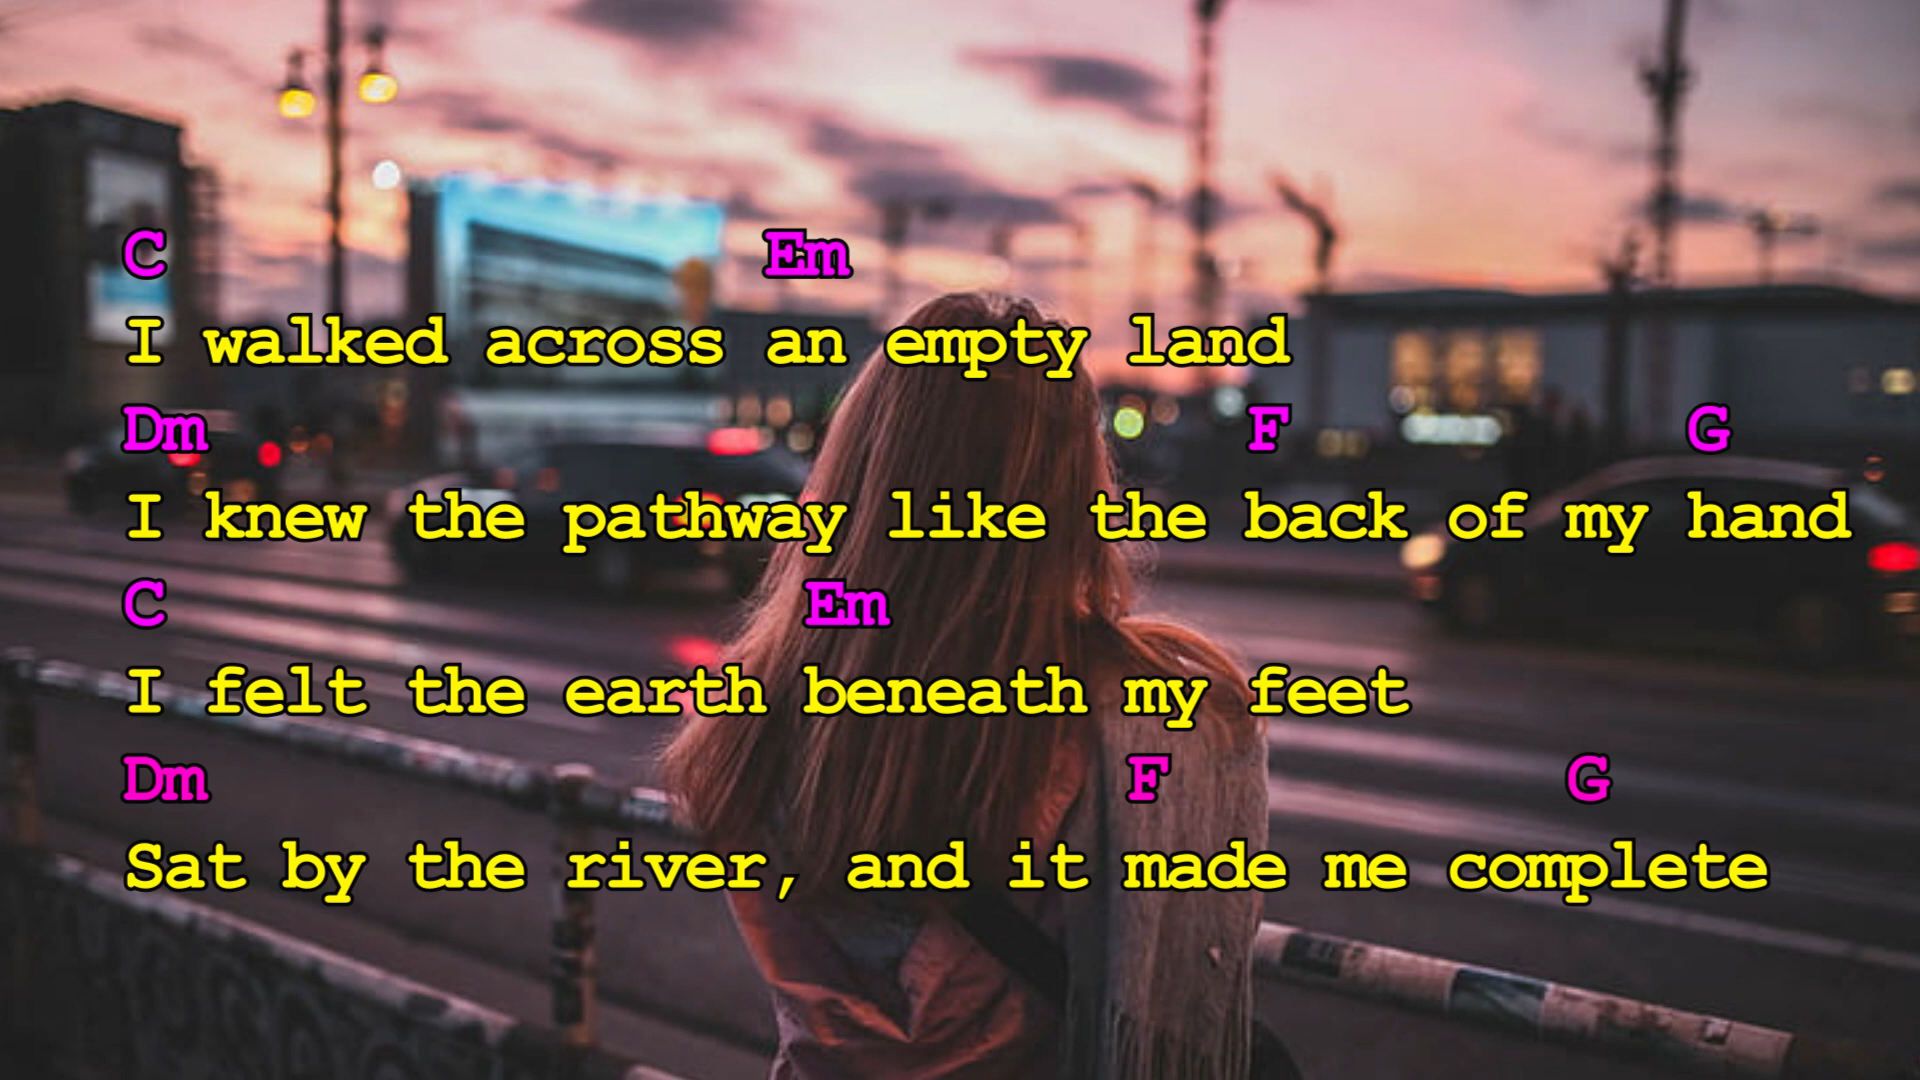 C Em
I walked across an empty land
Dm F G
I knew the pathway like the back of my hand
C Em
I felt the earth beneath my feet
Dm F G
Sat by the river, and it made me complete